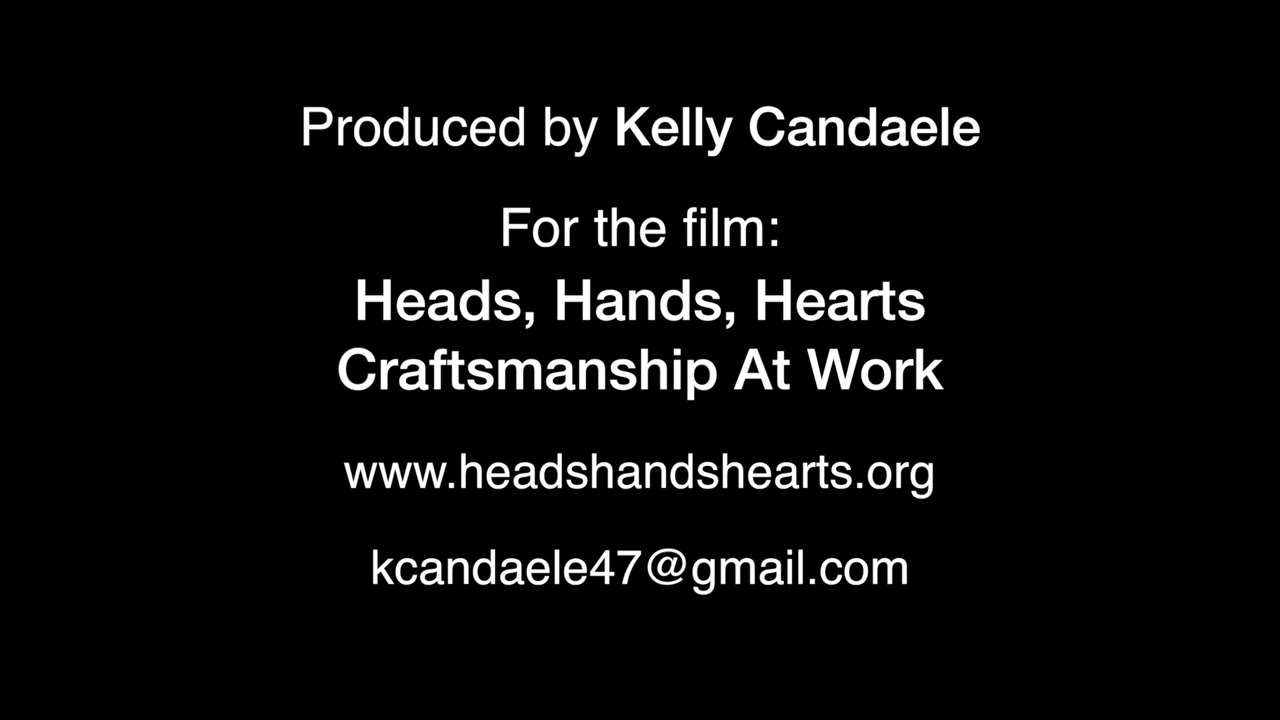 Produced by Kelly Candaele
For the film:
Heads, Hands, Hearts
Craftsmanship At Work
www.headshandshearts.org
kcandaele47@gmail.com